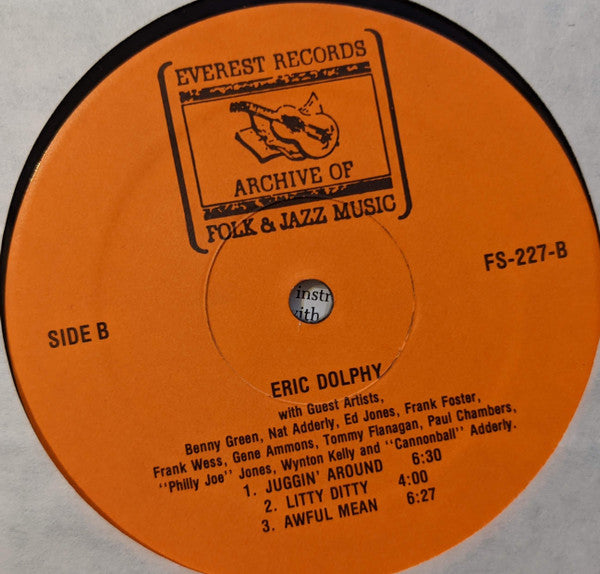 EVEREST RECORDS
ARCHIVE OF
FOLK & JAZZ MUSIC
FS-227-B
SIDE B
instr
with
ERIC DOLPHY
with Guest Artists,
Benny Green, Nat Adderly, Ed Jones, Frank Foster,
Frank Wess, Gene Ammons, Tommy Flanagan, Paul Chambers,
"Philly Joe" Jones, Wynton Kelly and "Cannonball" Adderly.
1. JUGGIN' AROUND 6:30
2. LITTY DITTY 4:00
3. AWFUL MEAN 6:27